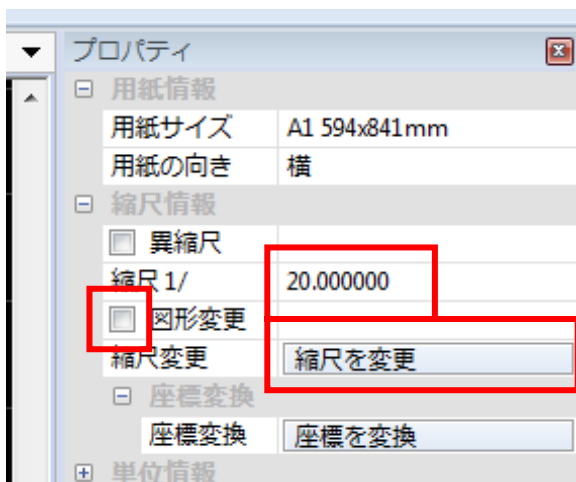 プロパティ
用紙情報
用紙サイズ A1 594x841mm
用紙の向き 横
縮尺情報
異縮尺
縮尺 1/ 20.000000
図形変更
縮尺変更 縮尺を変更
座標変換
座標変換 座標を変換
単位情報